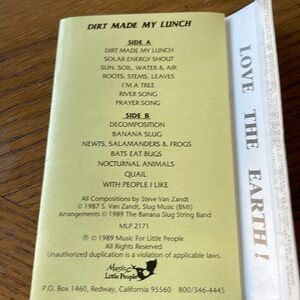 DIRT MADE MY LUNCH
SIDE A
DIRT MADE MY LUNCH
SOLAR ENERGY SHOUT
SUN, SOIL, WATER & AIR
ROOTS, STEMS, LEAVES
I'M A TREE
RIVER SONG
PRAYER SONG
SIDE B
DECOMPOSITION
BANANA SLUG
NEWTS, SALAMANDERS & FROGS
BATS EAT BUGS
NOCTURNAL ANIMALS
QUAIL
WITH PEOPLE I LIKE
All Compositions by Steve Van Zandt
© 1987 S. Van Zandt, Slug Music (BMI)
Arrangements © 1989 The Banana Slug String Band
MLP 2171
℗ © 1989 Music For Little People
All Rights Reserved
Unauthorized duplication is a violation of applicable laws.
Music for
Little People
P.O. Box 1460, Redway, California 95560 800/346-4445
LOVE THE EARTH!